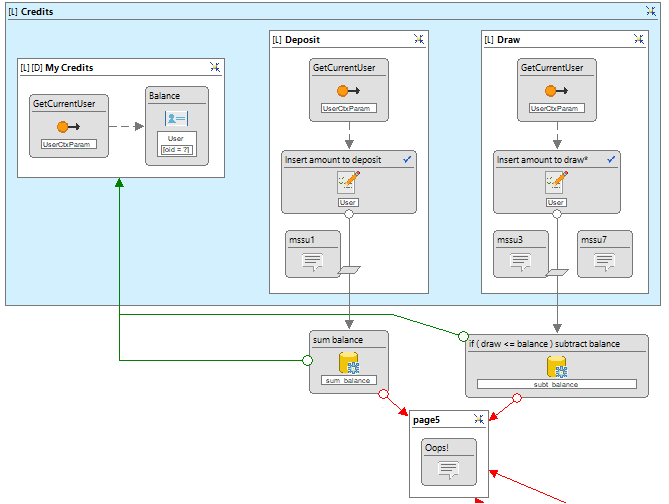 [L] Credits
[L] [D] My Credits
GetCurrentUser
UserCtxParam
Balance
User
[oid = ?]
[L] Deposit
GetCurrentUser
UserCtxParam
Insert amount to deposit
User
mssu1
[L] Draw
GetCurrentUser
UserCtxParam
Insert amount to draw*
User
mssu3
mssu7
sum balance
sum_balance
if ( draw <= balance ) subtract balance
subt_balance
page5
Oops!